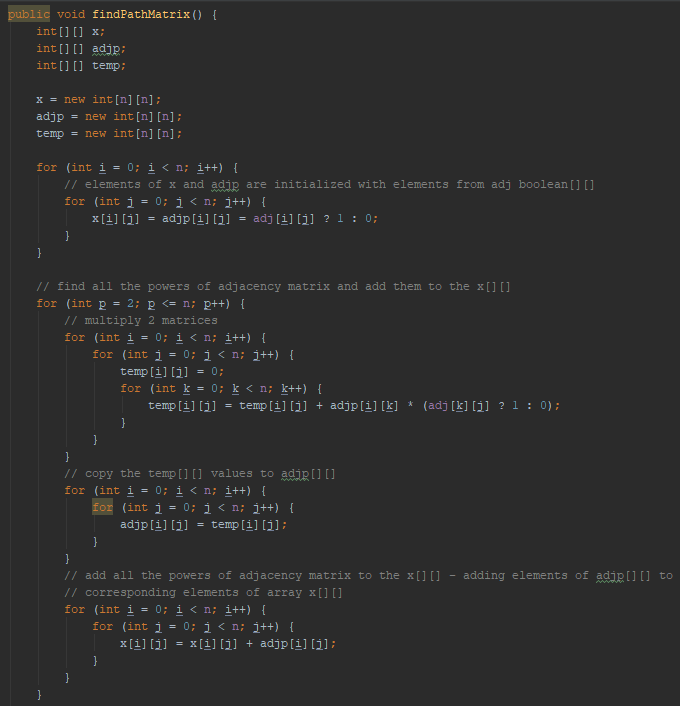 public void findPathMatrix() {
    int[][] x;
    int[][] adjp;
    int[][] temp;

    x = new int[n][n];
    adjp = new int[n][n];
    temp = new int[n][n];

    for (int i = 0; i < n; i++) {
        // elements of x and adjp are initialized with elements from adj boolean[][]
        for (int j = 0; j < n; j++) {
            x[i][j] = adjp[i][j] = adj[i][j] ? 1 : 0;
        }
    }

    // find all the powers of adjacency matrix and add them to the x[][]
    for (int p = 2; p <= n; p++) {
        // multiply 2 matrices
        for (int i = 0; i < n; i++) {
            for (int j = 0; j < n; j++) {
                temp[i][j] = 0;
                for (int k = 0; k < n; k++) {
                    temp[i][j] = temp[i][j] + adjp[i][k] * (adj[k][j] ? 1 : 0);
                }
            }
        }
        // copy the temp[][] values to adjp[][]
        for (int i = 0; i < n; i++) {
            for (int j = 0; j < n; j++) {
                adjp[i][j] = temp[i][j];
            }
        }
        // add all the powers of adjacency matrix to the x[][] - adding elements of adjp[][] to
        // corresponding elements of array x[][]
        for (int i = 0; i < n; i++) {
            for (int j = 0; j < n; j++) {
                x[i][j] = x[i][j] + adjp[i][j];
            }
        }
    }